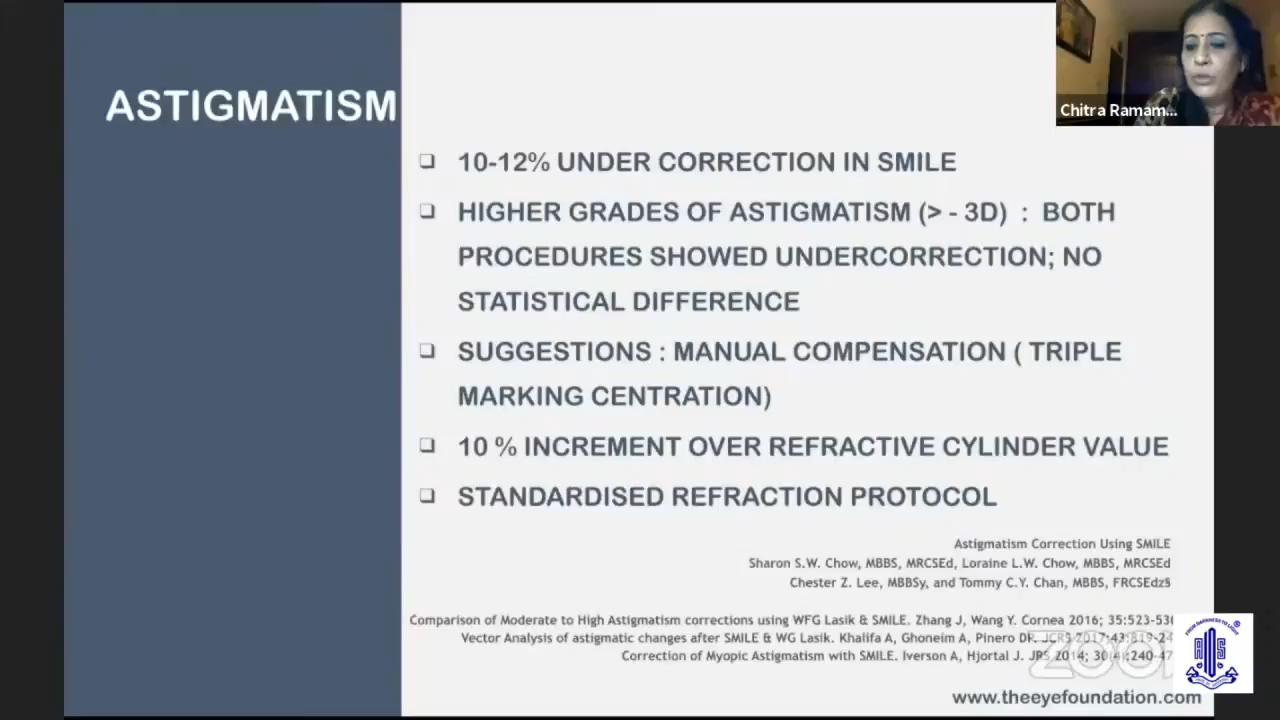 ASTIGMATISM
Chitra Ramam...
❑ 10-12% UNDER CORRECTION IN SMILE
❑ HIGHER GRADES OF ASTIGMATISM (> - 3D) : BOTH
PROCEDURES SHOWED UNDERCORRECTION; NO
STATISTICAL DIFFERENCE
❑ SUGGESTIONS : MANUAL COMPENSATION ( TRIPLE
MARKING CENTRATION)
❑ 10 % INCREMENT OVER REFRACTIVE CYLINDER VALUE
❑ STANDARDISED REFRACTION PROTOCOL
Astigmatism Correction Using SMILE
Sharon S.W. Chow, MBBS, MRCSEd, Loraine L.W. Chow, MBBS, MRCSEd
Chester Z. Lee, MBBSy, and Tommy C.Y. Chan, MBBS, FRCSEdz§
Comparison of Moderate to High Astigmatism corrections using WFG Lasik & SMILE. Zhang J, Wang Y. Cornea 2016; 35:523-53
Vector Analysis of astigmatic changes after SMILE & WG Lasik. Khalifa A, Ghoneim A, Pinero DP. JCRS 2017;43:819-24
Correction of Myopic Astigmatism with SMILE. Iverson A, Hjortal J. JRS 2014; 30(4):240-47
zoom
www.theeyefoundation.com